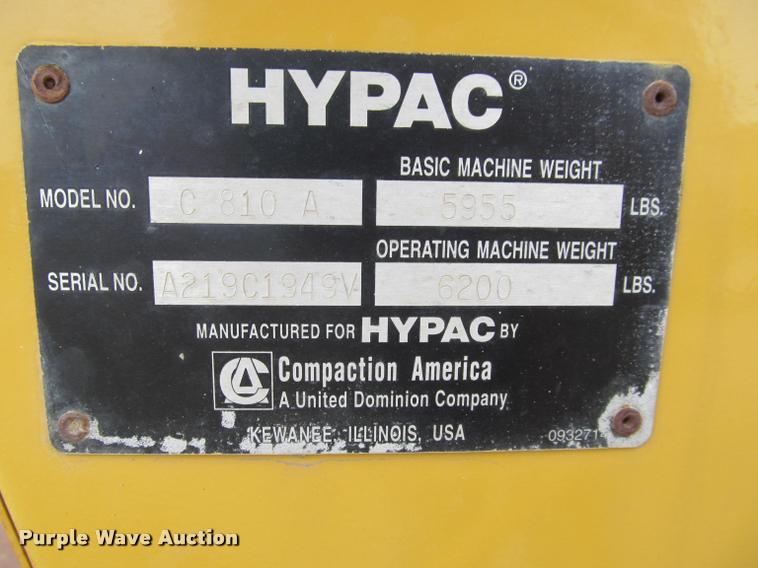 HYPAC®
BASIC MACHINE WEIGHT
MODEL NO. C 810 A 5955 LBS.
OPERATING MACHINE WEIGHT
SERIAL NO. A219C1949V 6200 LBS.
MANUFACTURED FOR HYPAC BY
CA Compaction America
A United Dominion Company
KEWANEE, ILLINOIS, USA
Purple Wave Auction